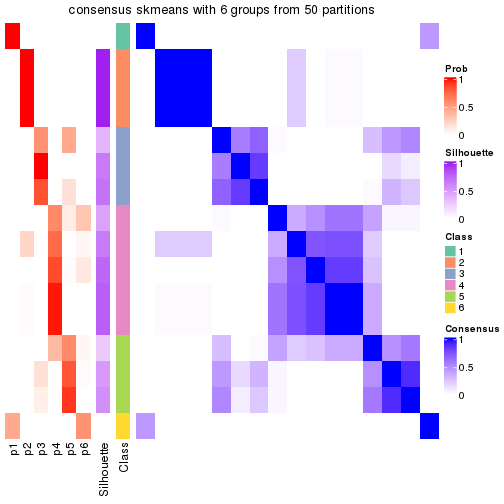 consensus skmeans with 6 groups from 50 partitions
Prob
1
0.5
0
Silhouette
1
0.5
0
Class
1
2
3
4
5
6
Consensus
1
0.5
0
p1
p2
p3
p4
p5
p6
Silhouette
Class